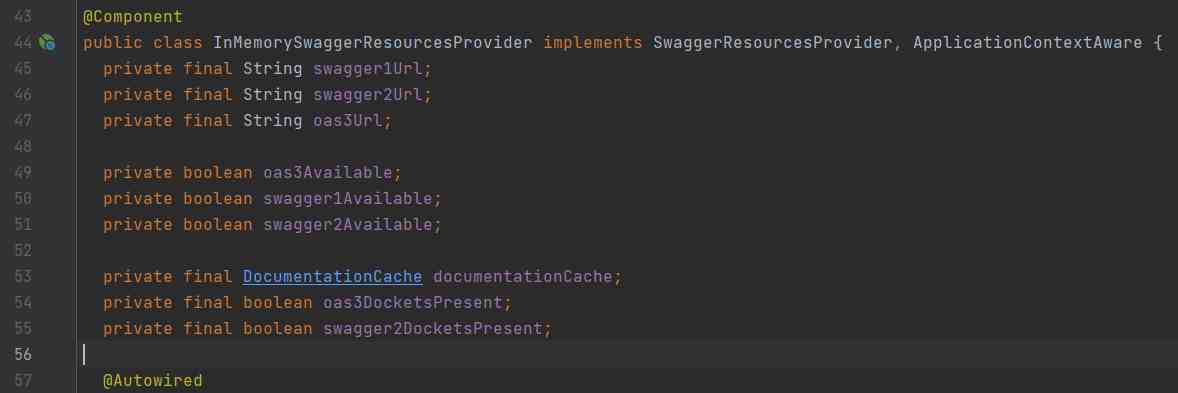 43 @Component
44 public class InMemorySwaggerResourcesProvider implements SwaggerResourcesProvider, ApplicationContextAware {
45 private final String swagger1Url;
46 private final String swagger2Url;
47 private final String oas3Url;
48
49 private boolean oas3Available;
50 private boolean swagger1Available;
51 private boolean swagger2Available;
52
53 private final DocumentationCache documentationCache;
54 private final boolean oas3DocketsPresent;
55 private final boolean swagger2DocketsPresent;
56
57 @Autowired